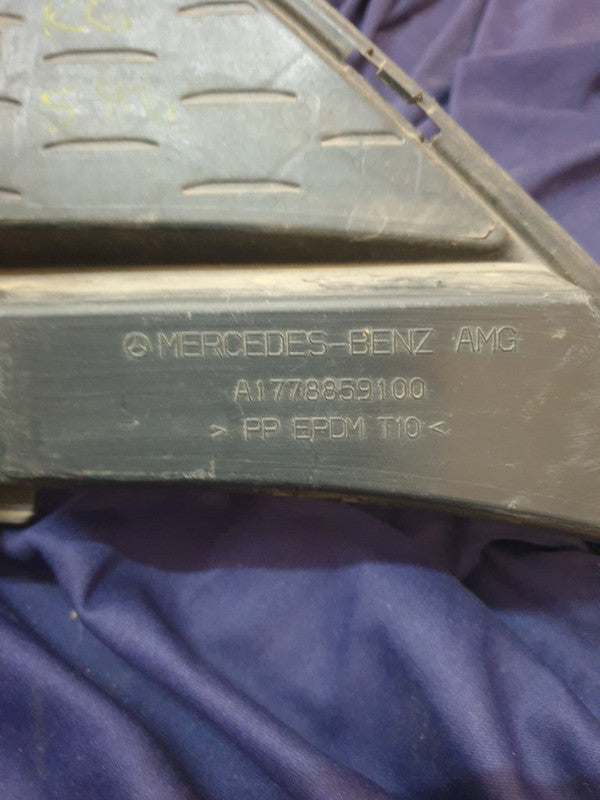 MERCEDES-BENZ AMG
A1778859100
> PP EPDM T10 <